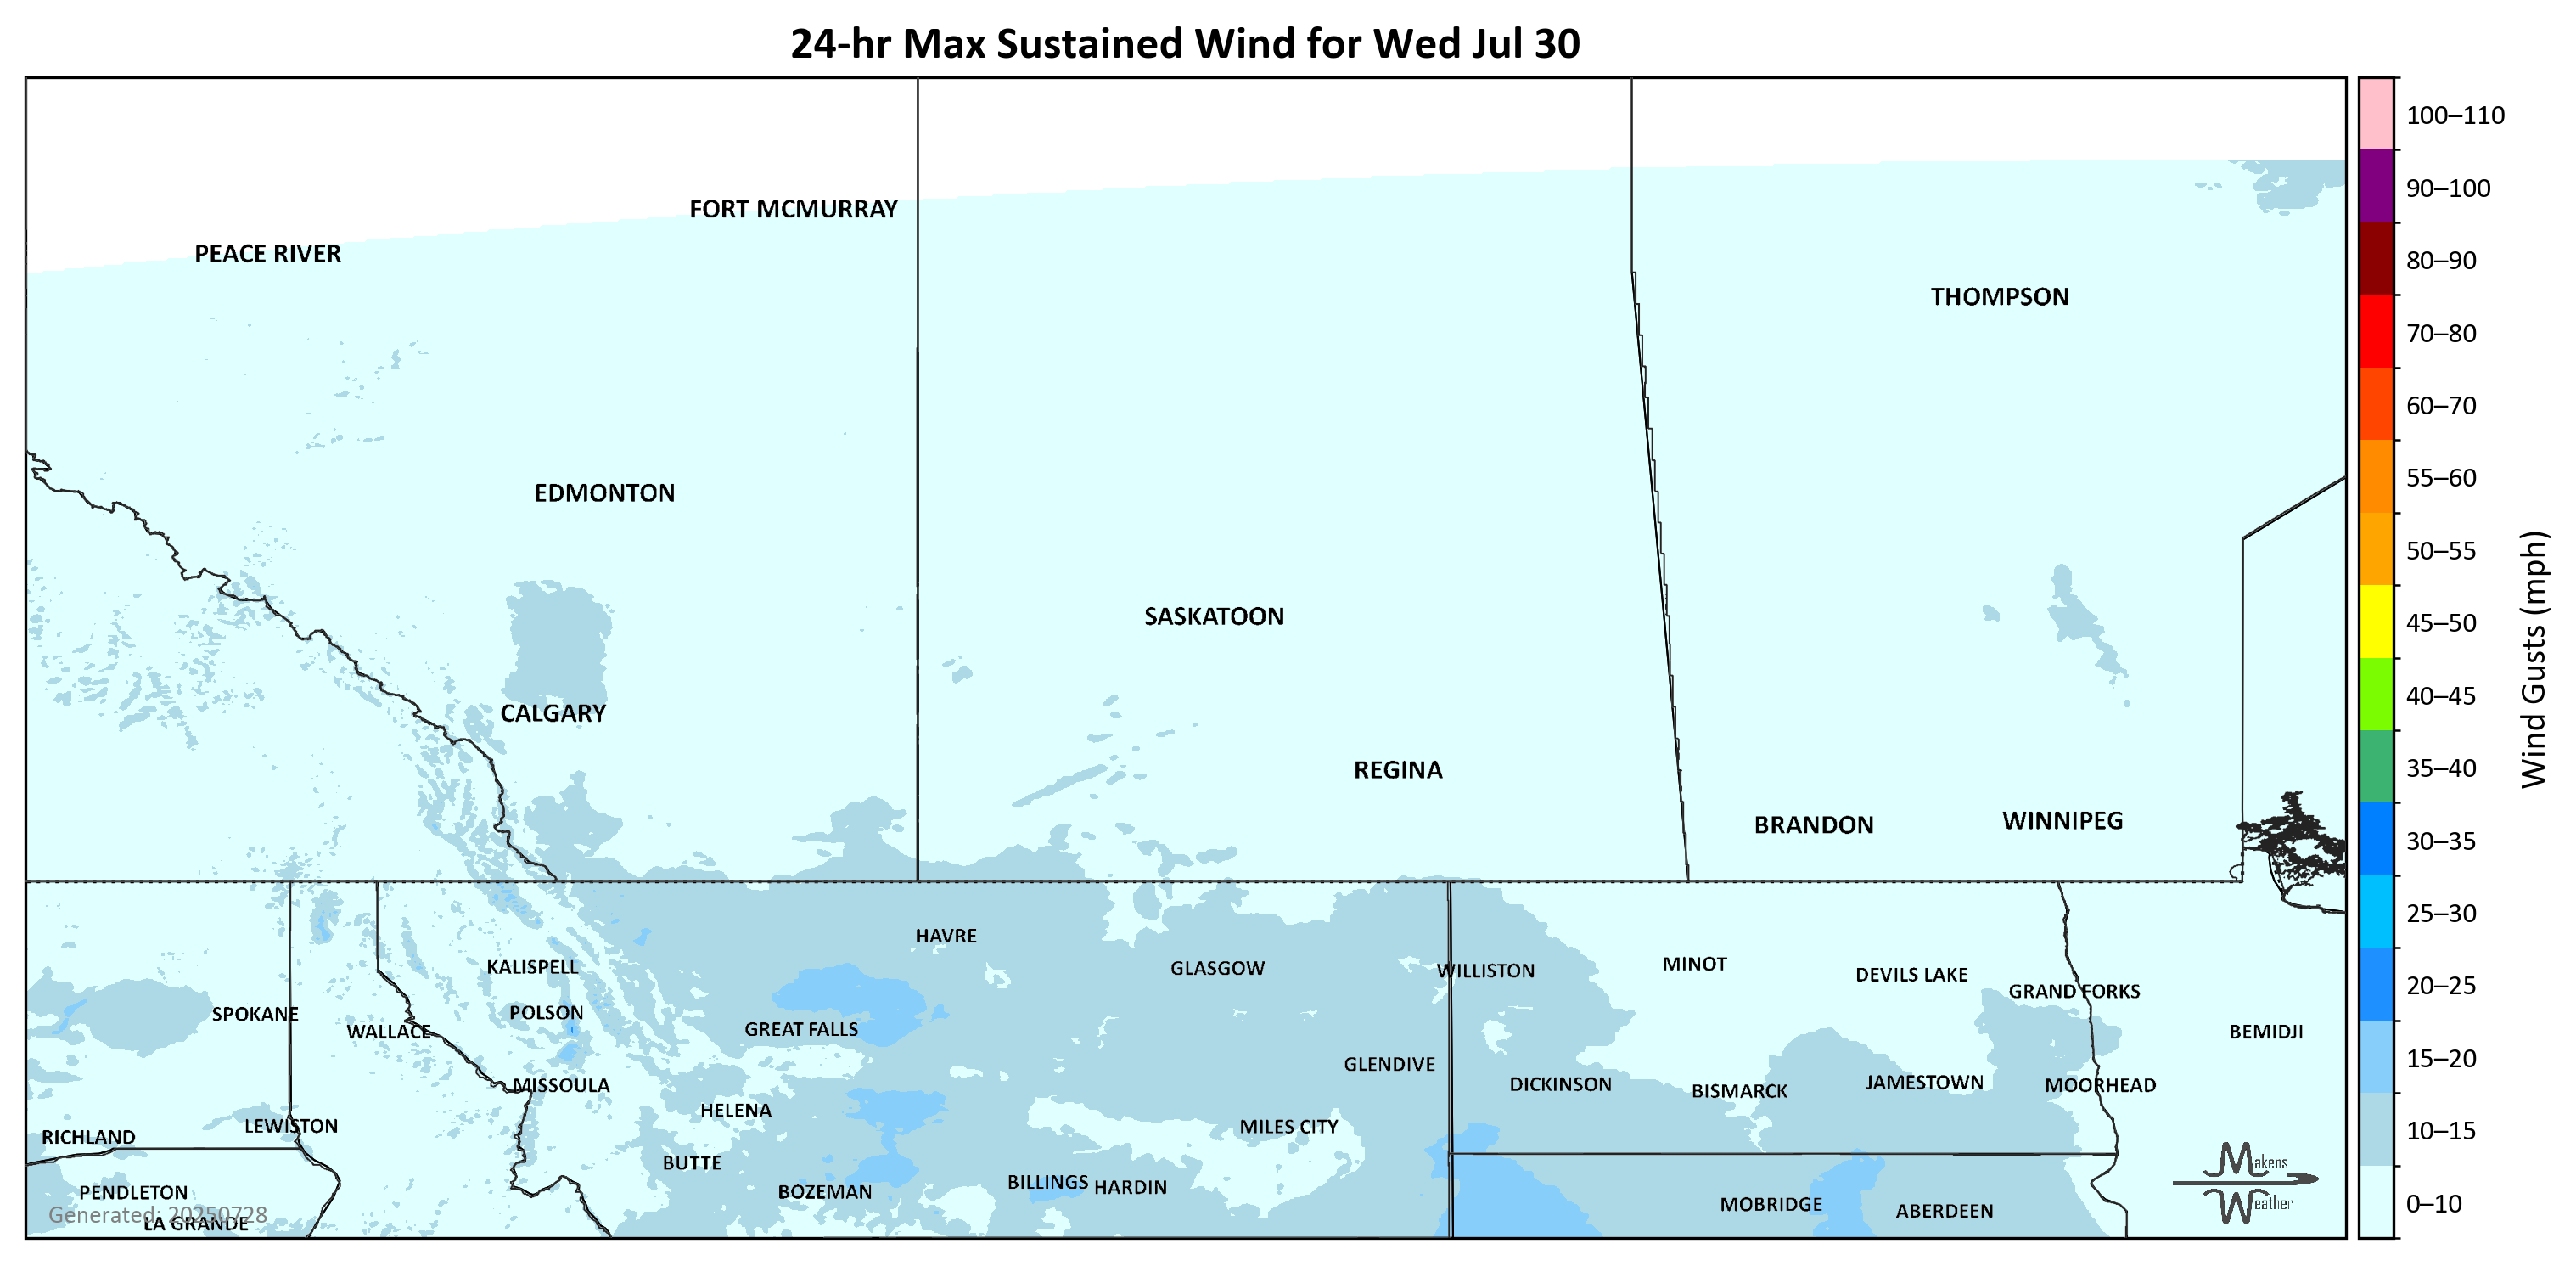 24-hr Max Sustained Wind for Wed Jul 30
100–110
90–100
80–90
70–80
60–70
55–60
50–55
45–50
40–45
35–40
30–35
25–30
20–25
15–20
10–15
0–10
Wind Gusts (mph)
FORT MCMURRAY
PEACE RIVER
THOMPSON
EDMONTON
SASKATOON
CALGARY
REGINA
BRANDON
WINNIPEG
HAVRE
KALISPELL
GLASGOW
WILLISTON
MINOT
DEVILS LAKE
GRAND FORKS
SPOKANE
POLSON
WALLACE
GREAT FALLS
BEMIDJI
GLENDIVE
MISSOULA
DICKINSON
BISMARCK
JAMESTOWN
MOORHEAD
HELENA
LEWISTON
MILES CITY
RICHLAND
BUTTE
BILLINGS
HARDIN
PENDLETON
BOZEMAN
MOBRIDGE
ABERDEEN
Generated: 20250728
LA GRANDE
Makens
Weather